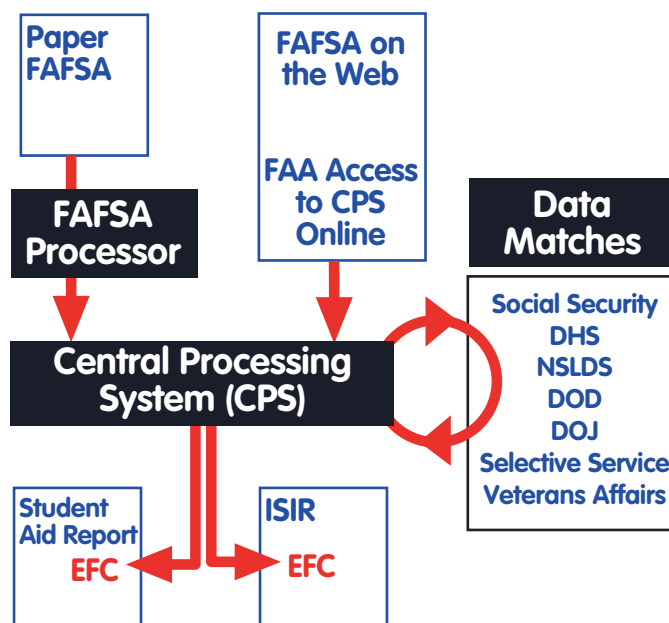 Paper
FAFSA
FAFSA on
the Web
FAA Access
to CPS
Online
FAFSA
Processor
Data
Matches
Social Security
DHS
NSLDS
DOD
DOJ
Selective Service
Veterans Affairs
Central Processing
System (CPS)
Student
Aid Report
EFC
ISIR
EFC